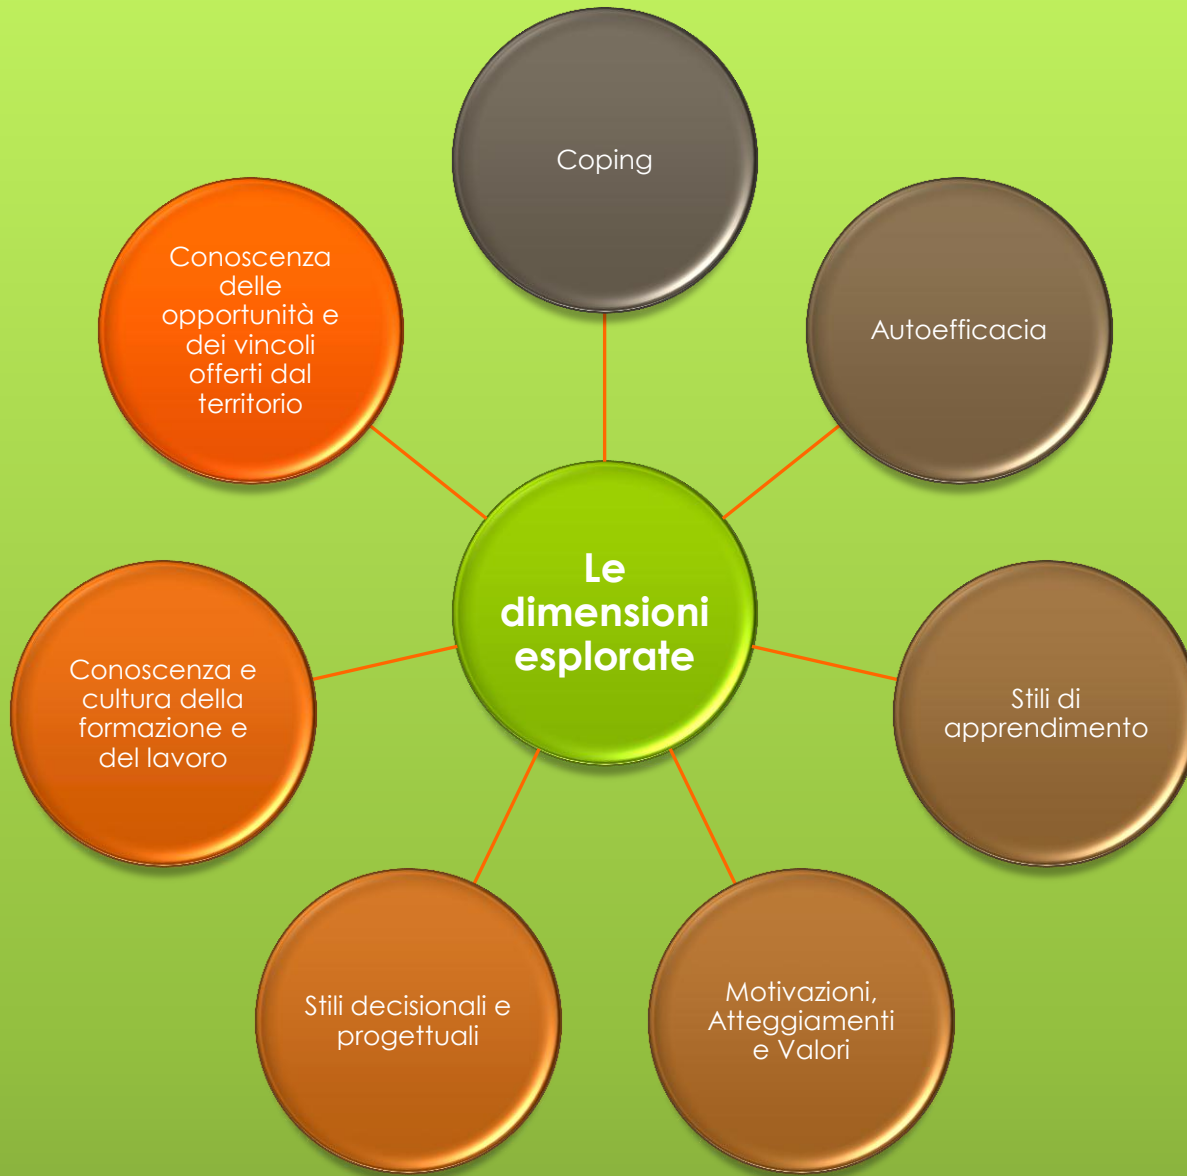 Coping
Autoefficacia
Stili di
apprendimento
Motivazioni,
Atteggiamenti
e Valori
Stili decisionali e
progettuali
Conoscenza e
cultura della
formazione e
del lavoro
Conoscenza
delle
opportunità e
dei vincoli
offerti dal
territorio
Le
dimensioni
esplorate